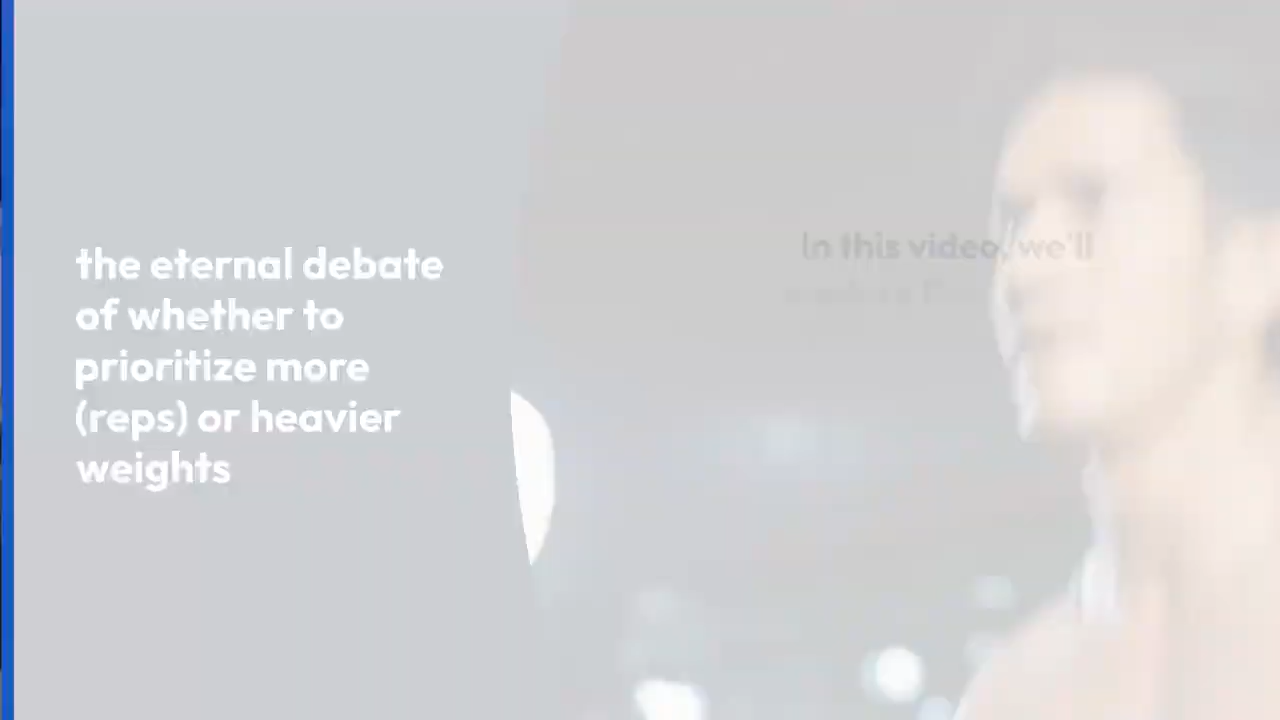 the eternal debate
of whether to
prioritize more
(reps) or heavier
weights
In this video, we'll